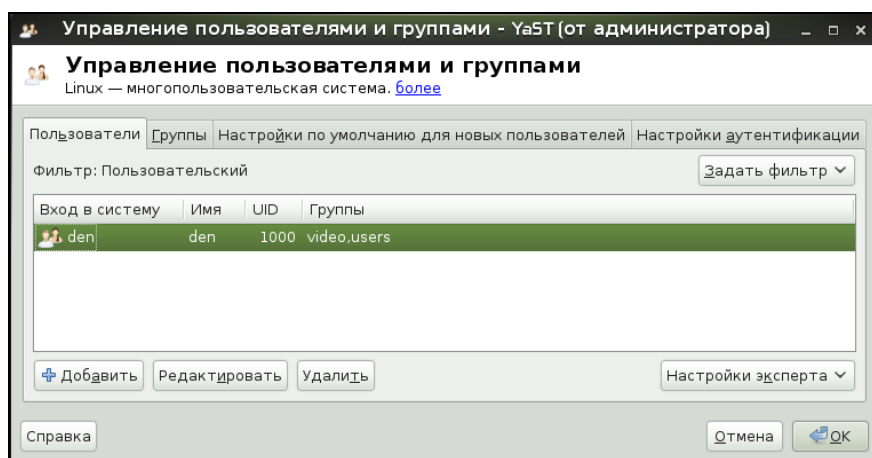 Управление пользователями и группами - YaST (от администратора)
Управление пользователями и группами
Linux — многопользовательская система. более
Пользователи Группы Настройки по умолчанию для новых пользователей Настройки аутентификации
Фильтр: Пользовательский Задать фильтр
Вход в систему Имя UID Группы
den den 1000 video,users
Добавить Редактировать Удалить Настройки эксперта
Справка Отмена OK